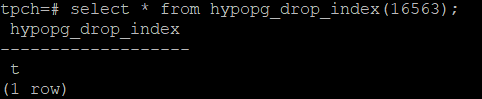 tpch=# select * from hypopg_drop_index(16563);
 hypopg_drop_index
-------------------
 t
(1 row)